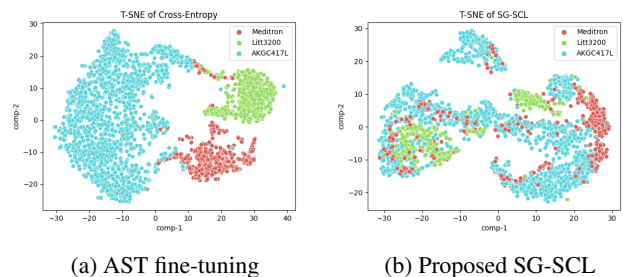 T-SNE of Cross-Entropy
Meditron
Litt3200
AKGC417L
comp-2
30
20
10
0
−10
−20
−30 −20 −10 0 10 20 30 40
comp-1
(a) AST fine-tuning
T-SNE of SG-SCL
Meditron
Litt3200
AKGC417L
comp-2
30
20
10
0
−10
−20
−30 −20 −10 0 10 20 30
comp-1
(b) Proposed SG-SCL